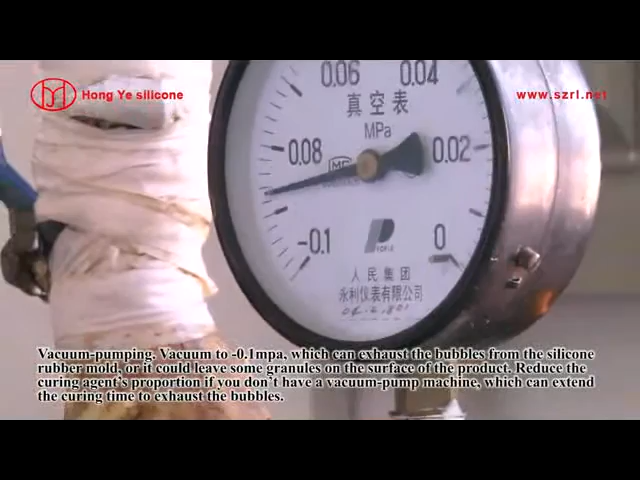 Hong Ye silicone
www.szrl.net
0.06 0.04
真空表
MPa
0.08 0.02
-0.1 0
人民集团
永利仪表有限公司
Vacuum-pumping. Vacuum to -0.1mpa, which can exhaust the bubbles from the silicone
rubber mold, or it could leave some granules on the surface of the product. Reduce the
curing agent's proportion if you don't have a vacuum-pump machine, which can extend
the curing time to exhaust the bubbles.